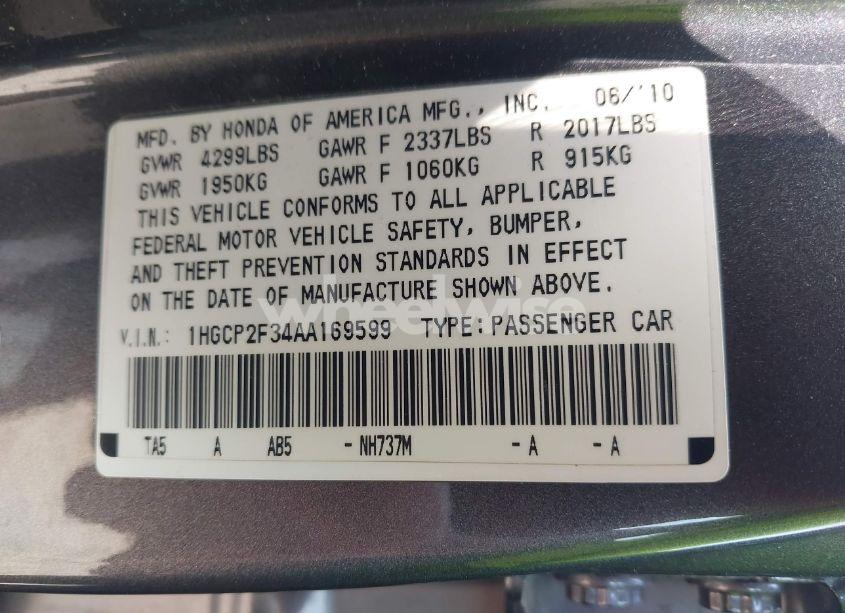 MFD. BY HONDA OF AMERICA MFG., INC. 06/'10
GVWR 4299LBS GAWR F 2337LBS R 2017LBS
GVWR 1950KG GAWR F 1060KG R 915KG
THIS VEHICLE CONFORMS TO ALL APPLICABLE
FEDERAL MOTOR VEHICLE SAFETY, BUMPER,
AND THEFT PREVENTION STANDARDS IN EFFECT
ON THE DATE OF MANUFACTURE SHOWN ABOVE.
wheelwise
V.I.N.: 1HGCP2F34AA169599 TYPE:PASSENGER CAR
TA5 A AB5 -NH737M -A -A